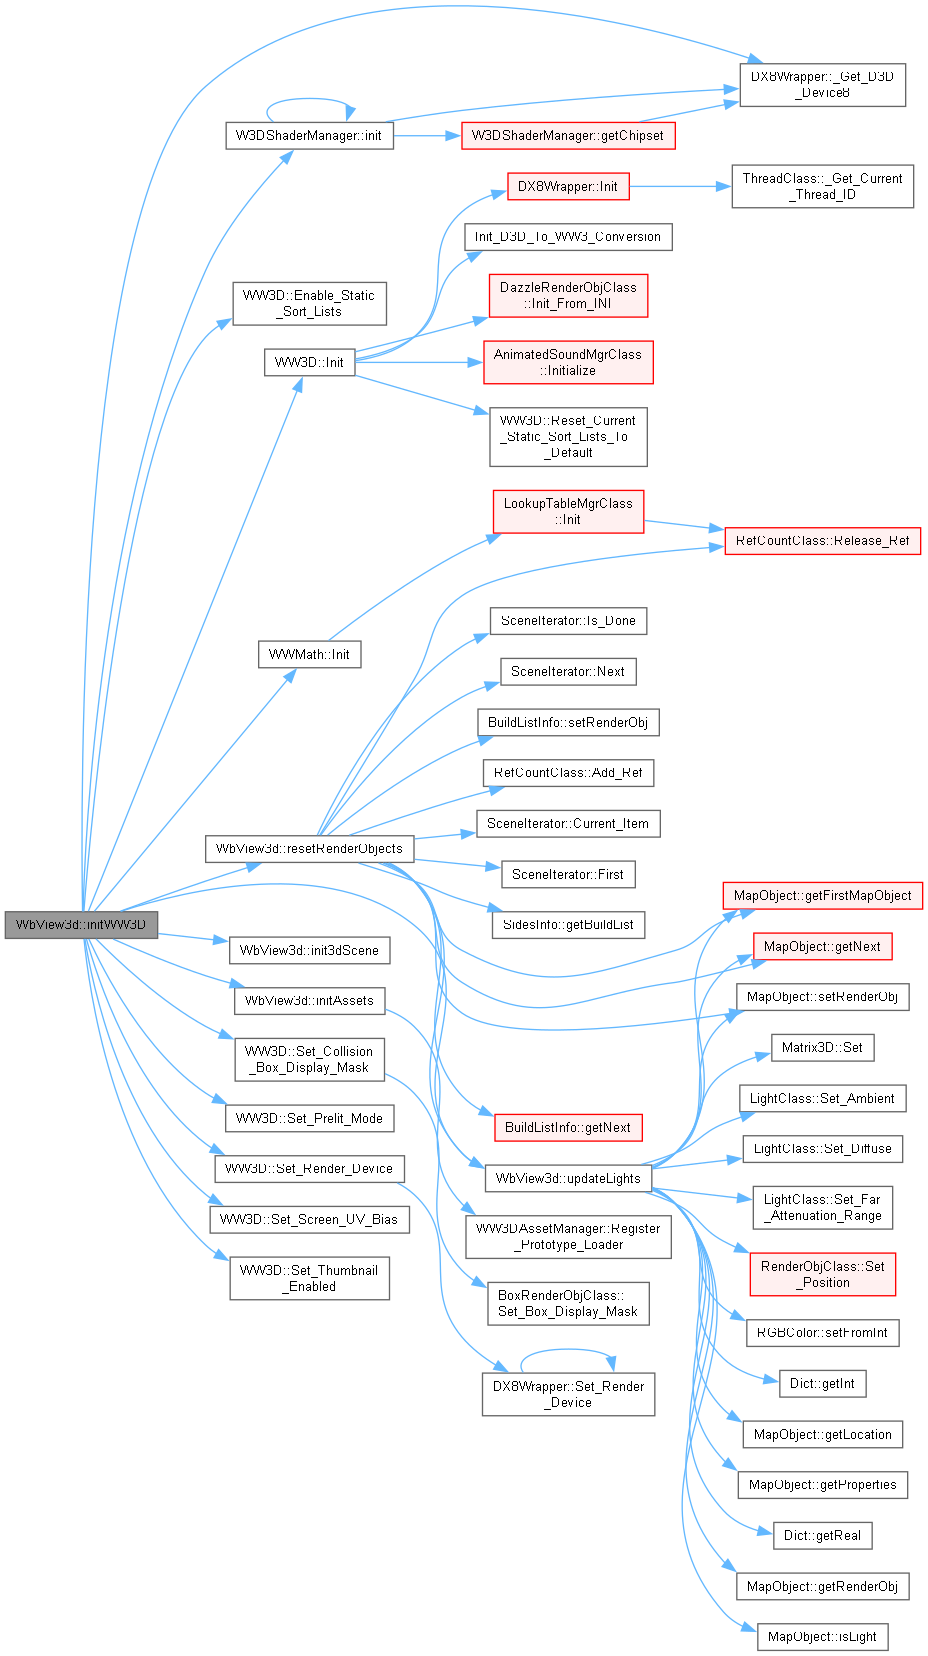 DX8Wrapper::_Get_D3D
_Device8
W3DShaderManager::init
W3DShaderManager::getChipset
DX8Wrapper::Init
ThreadClass::_Get_Current
_Thread_ID
Init_D3D_To_WW3_Conversion
WW3D::Enable_Static
_Sort_Lists
DazzleRenderObjClass
::Init_From_INI
WW3D::Init
AnimatedSoundMgrClass
::Initialize
WW3D::Reset_Current
_Static_Sort_Lists_To
_Default
LookupTableMgrClass
::Init
RefCountClass::Release_Ref
SceneIterator::Is_Done
WWMath::Init
SceneIterator::Next
BuildListInfo::setRenderObj
RefCountClass::Add_Ref
SceneIterator::Current_Item
WbView3d::resetRenderObjects
SceneIterator::First
MapObject::getFirstMapObject
WbView3d::initWW3D
SidesInfo::getBuildList
WbView3d::init3dScene
MapObject::getNext
WbView3d::initAssets
MapObject::setRenderObj
WW3D::Set_Collision
_Box_Display_Mask
Matrix3D::Set
WW3D::Set_Prelit_Mode
LightClass::Set_Ambient
BuildListInfo::getNext
LightClass::Set_Diffuse
WW3D::Set_Render_Device
WbView3d::updateLights
LightClass::Set_Far
_Attenuation_Range
WW3D::Set_Screen_UV_Bias
WW3DAssetManager::Register
_Prototype_Loader
RenderObjClass::Set
_Position
WW3D::Set_Thumbnail
_Enabled
BoxRenderObjClass::
Set_Box_Display_Mask
RGBColor::setFromInt
DX8Wrapper::Set_Render
_Device
Dict::getInt
MapObject::getLocation
MapObject::getProperties
Dict::getReal
MapObject::getRenderObj
MapObject::isLight